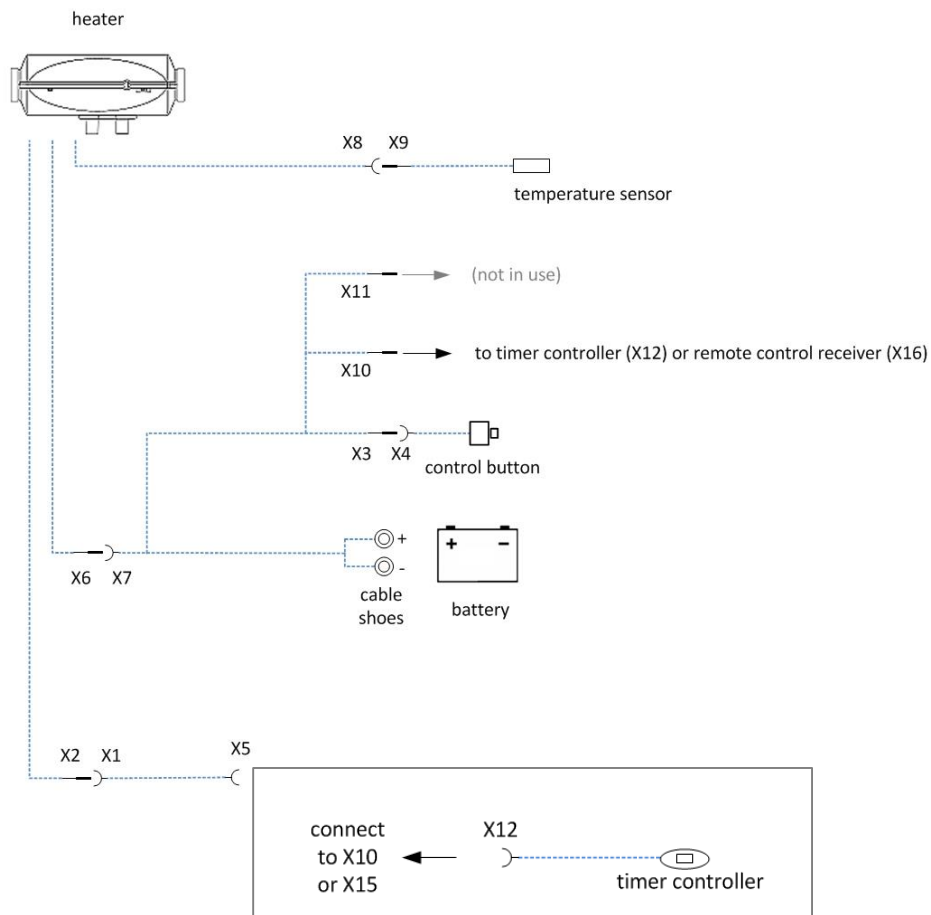 heater
X8 X9
temperature sensor
(not in use)
X11
to timer controller (X12) or remote control receiver (X16)
X10
X3 X4
control button
+
-
+ −
X6 X7
cable
shoes
battery
X2 X1
X5
connect
to X10
or X15
X12
timer controller